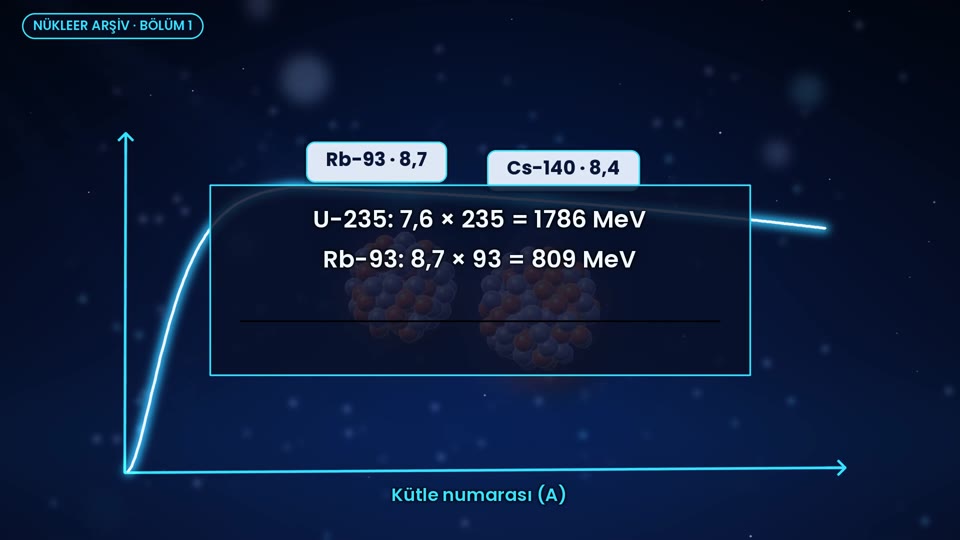 NÜKLEER ARŞİV · BÖLÜM 1
Rb-93 · 8,7
Cs-140 · 8,4
U-235: 7,6 × 235 = 1786 MeV
Rb-93: 8,7 × 93 = 809 MeV
Kütle numarası (A)